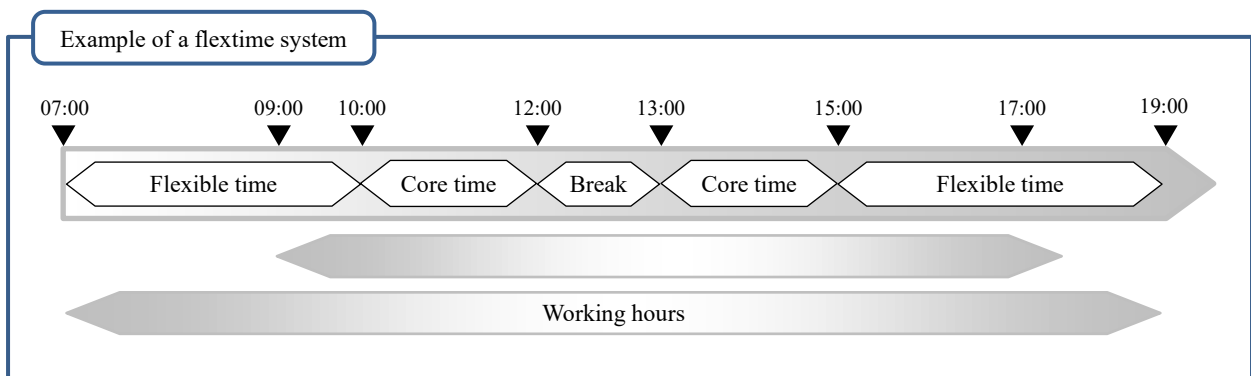 Example of a flextime system
07:00 09:00 10:00 12:00 13:00 15:00 17:00 19:00
Flexible time Core time Break Core time Flexible time
Working hours